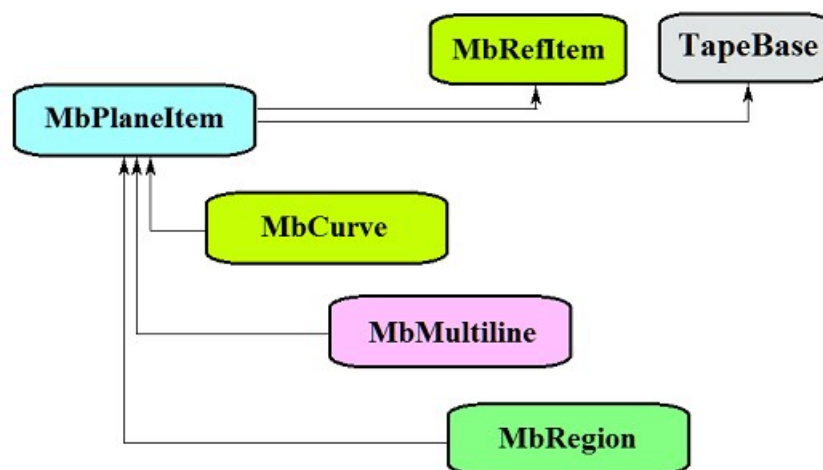 MbRefItem
TapeBase
MbPlaneItem
MbCurve
MbMultiline
MbRegion